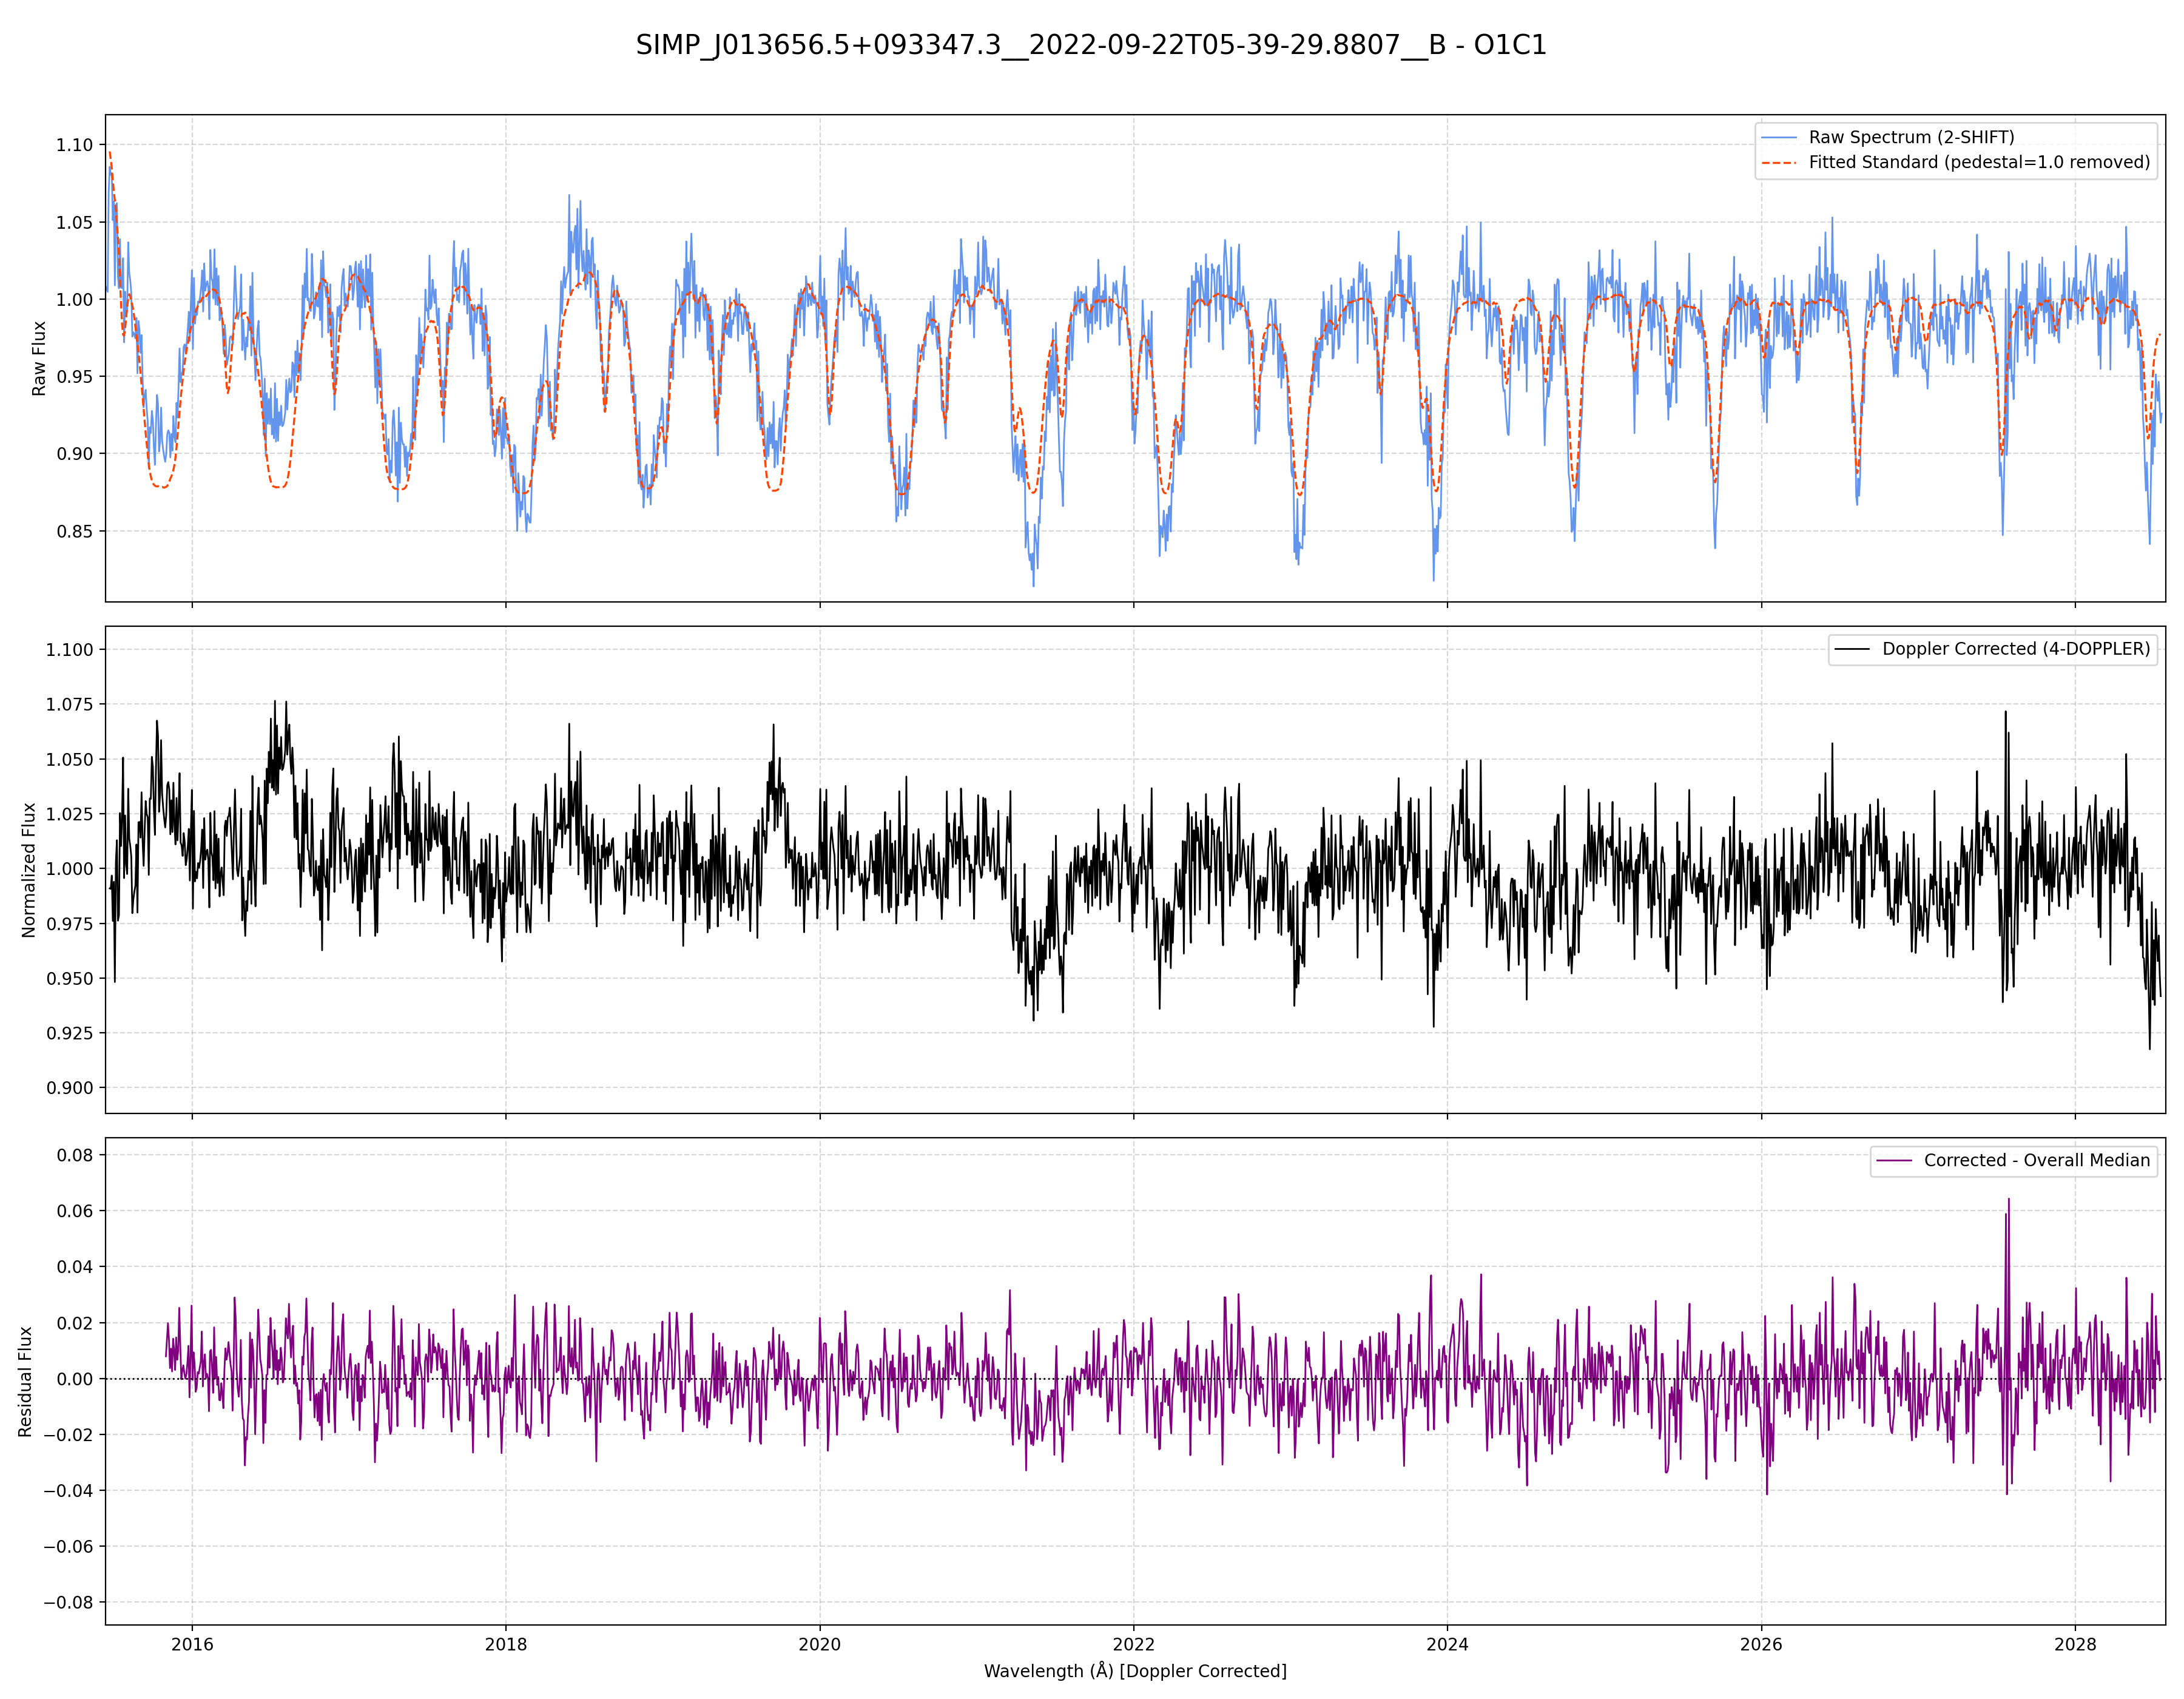 SIMP_J013656.5+093347.3__2022-09-22T05-39-29.8807__B - O1C1
Raw Flux
1.10
1.05
1.00
0.95
0.90
0.85
Raw Spectrum (2-SHIFT)
Fitted Standard (pedestal=1.0 removed)
Normalized Flux
1.100
1.075
1.050
1.025
1.000
0.975
0.950
0.925
0.900
Doppler Corrected (4-DOPPLER)
Residual Flux
0.08
0.06
0.04
0.02
0.00
−0.02
−0.04
−0.06
−0.08
Corrected - Overall Median
2016 2018 2020 2022 2024 2026 2028
Wavelength (Å) [Doppler Corrected]